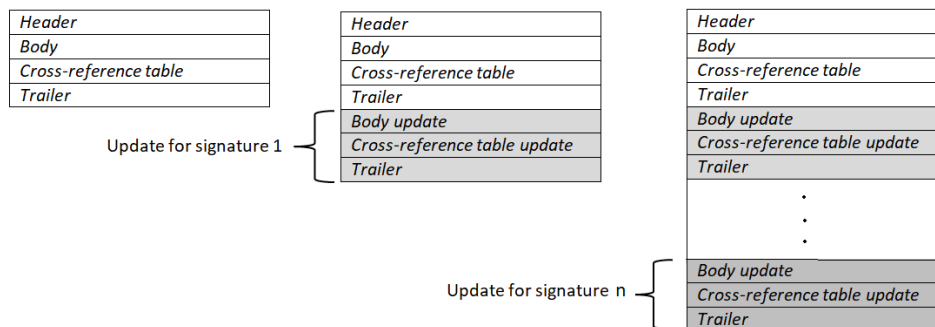 Header
Body
Cross-reference table
Trailer
Header
Body
Cross-reference table
Trailer
Update for signature 1
Body update
Cross-reference table update
Trailer
Header
Body
Cross-reference table
Trailer
Body update
Cross-reference table update
Trailer
Update for signature n
Body update
Cross-reference table update
Trailer